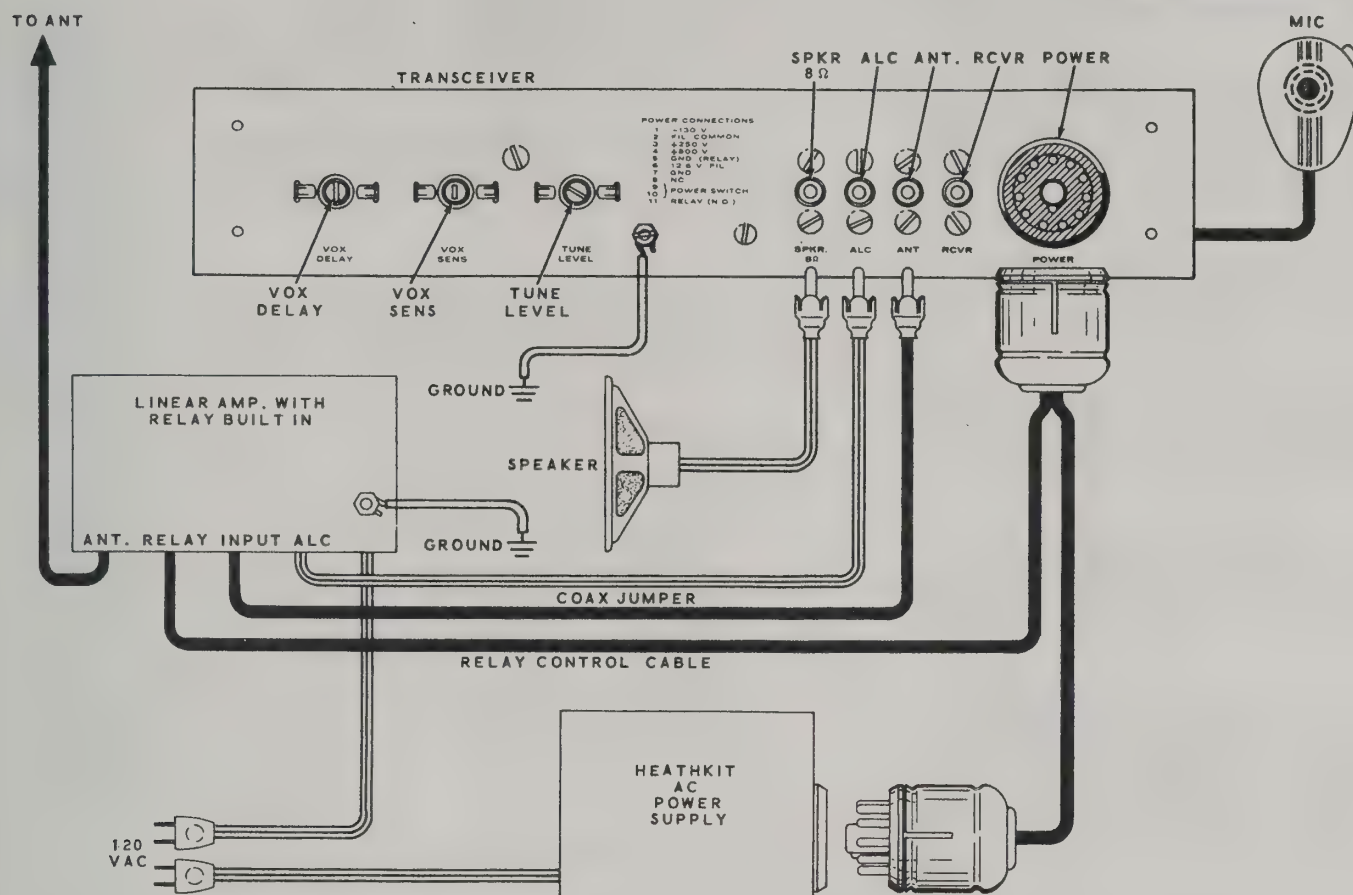 TO ANT
MIC
SPKR 8Ω
ALC
ANT.
RCVR
POWER
TRANSCEIVER
POWER CONNECTIONS
1 -130 V
2 FIL COMMON
3 +250 V
4 +800 V
5 GND (RELAY)
6 12.6 V FIL
7 GND
8 NC
9
10 } POWER SWITCH
11 RELAY (N.O.)
VOX DELAY
VOX SENS
TUNE LEVEL
SPKR. 8Ω
ALC
ANT
RCVR
POWER
VOX DELAY
VOX SENS
TUNE LEVEL
GROUND
LINEAR AMP. WITH
RELAY BUILT IN
SPEAKER
ANT. RELAY INPUT ALC
GROUND
COAX JUMPER
RELAY CONTROL CABLE
HEATHKIT
AC
POWER
SUPPLY
120
VAC